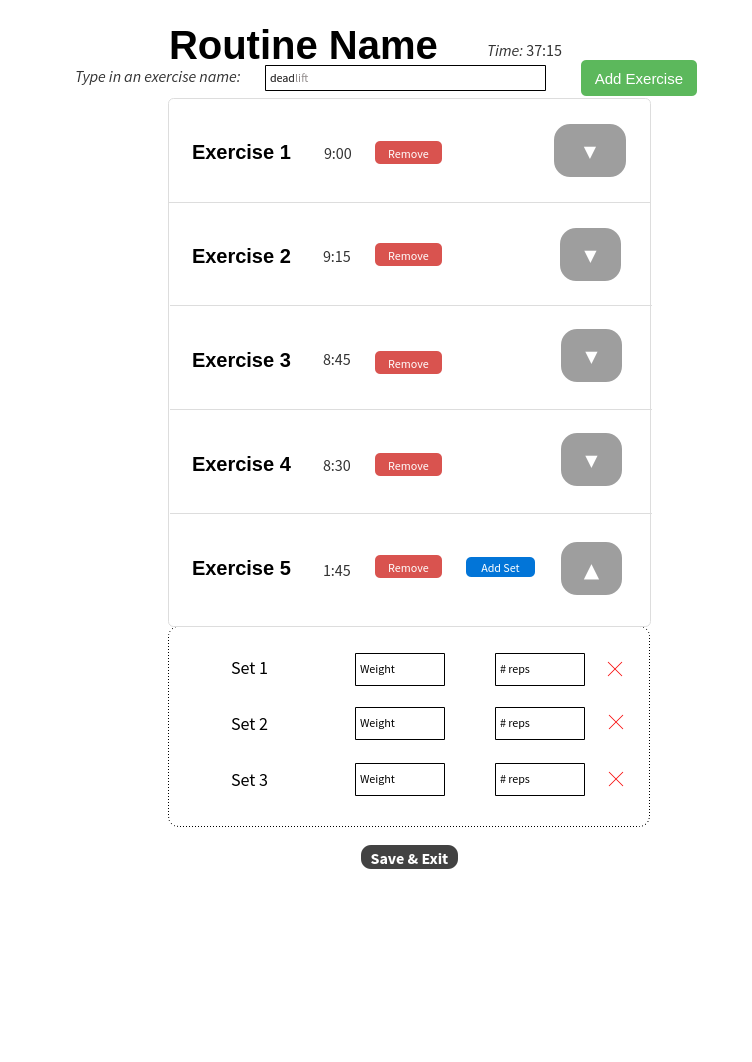 Routine Name Time: 37:15
Type in an exercise name: deadlift Add Exercise
Exercise 1 9:00 Remove ▼
Exercise 2 9:15 Remove ▼
Exercise 3 8:45 Remove ▼
Exercise 4 8:30 Remove ▼
Exercise 5 1:45 Remove Add Set ▲
Set 1 Weight # reps
Set 2 Weight # reps
Set 3 Weight # reps
Save & Exit